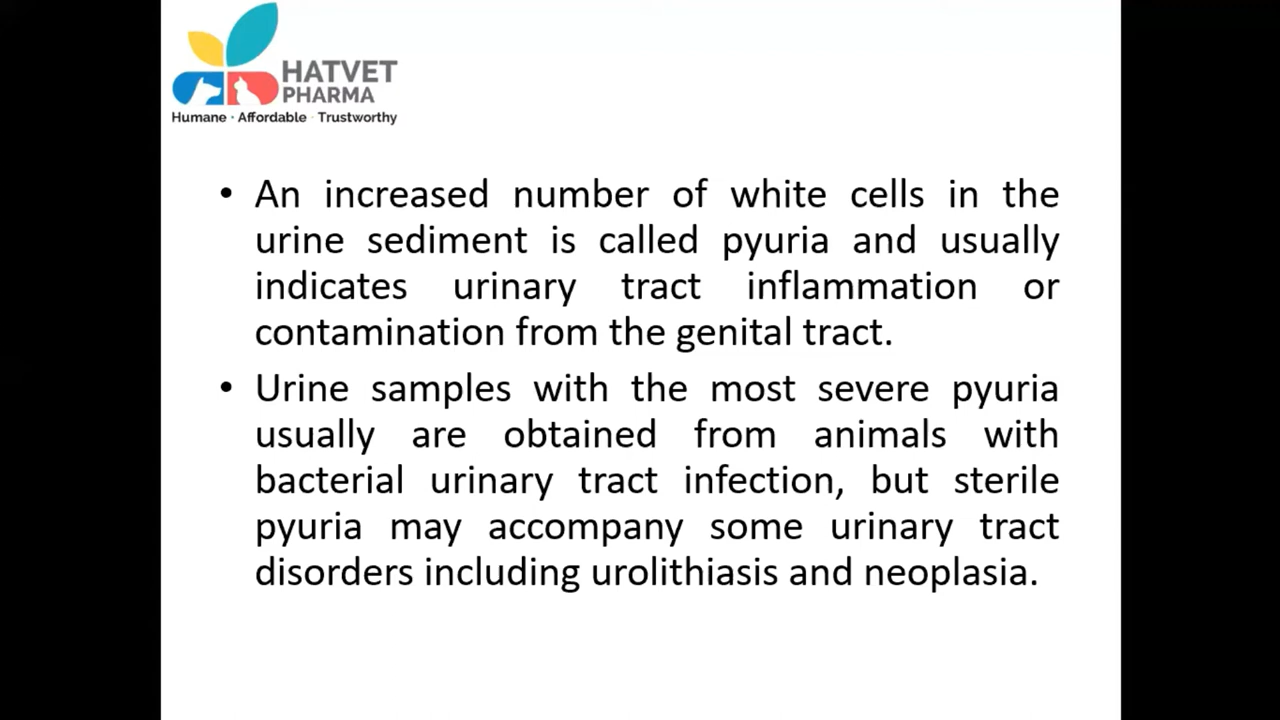 HATVET
PHARMA
Humane · Affordable · Trustworthy
• An increased number of white cells in the
urine sediment is called pyuria and usually
indicates urinary tract inflammation or
contamination from the genital tract.
• Urine samples with the most severe pyuria
usually are obtained from animals with
bacterial urinary tract infection, but sterile
pyuria may accompany some urinary tract
disorders including urolithiasis and neoplasia.